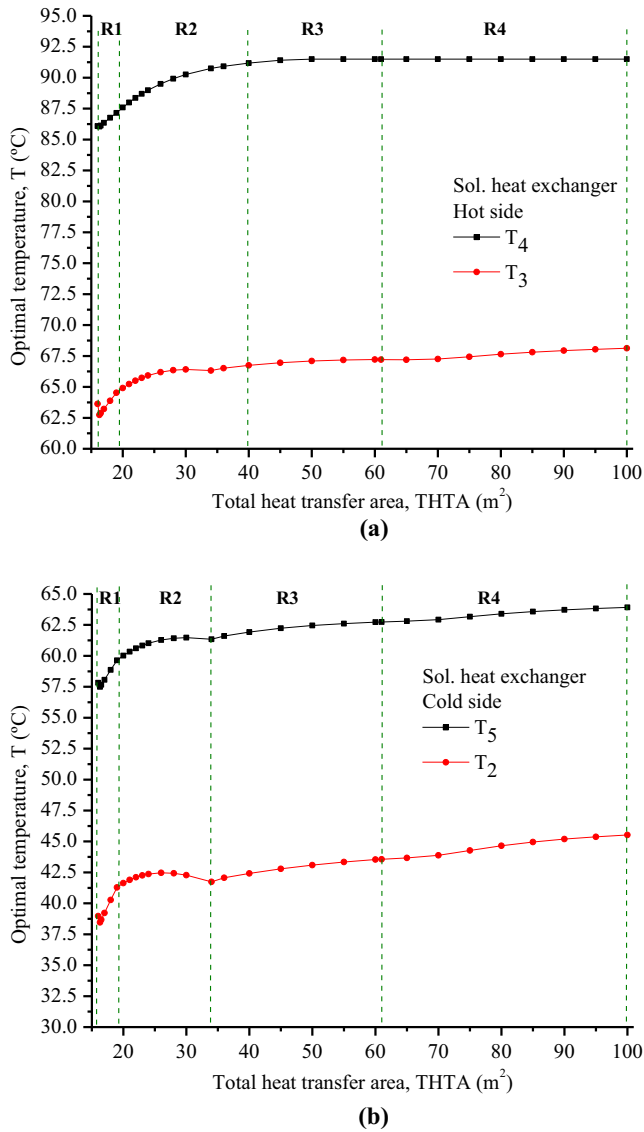 R1 R2 R3 R4
95.0
92.5
90.0
87.5
85.0
82.5
80.0
77.5
75.0
72.5
70.0
67.5
65.0
62.5
60.0
Optimal temperature, T (ºC)
Sol. heat exchanger
Hot side
T4
T3
20 30 40 50 60 70 80 90 100
Total heat transfer area, THTA (m²)
(a)
R1 R2 R3 R4
65.0
62.5
60.0
57.5
55.0
52.5
50.0
47.5
45.0
42.5
40.0
37.5
35.0
32.5
30.0
Optimal temperature, T (ºC)
Sol. heat exchanger
Cold side
T5
T2
20 30 40 50 60 70 80 90 100
Total heat transfer area, THTA (m²)
(b)